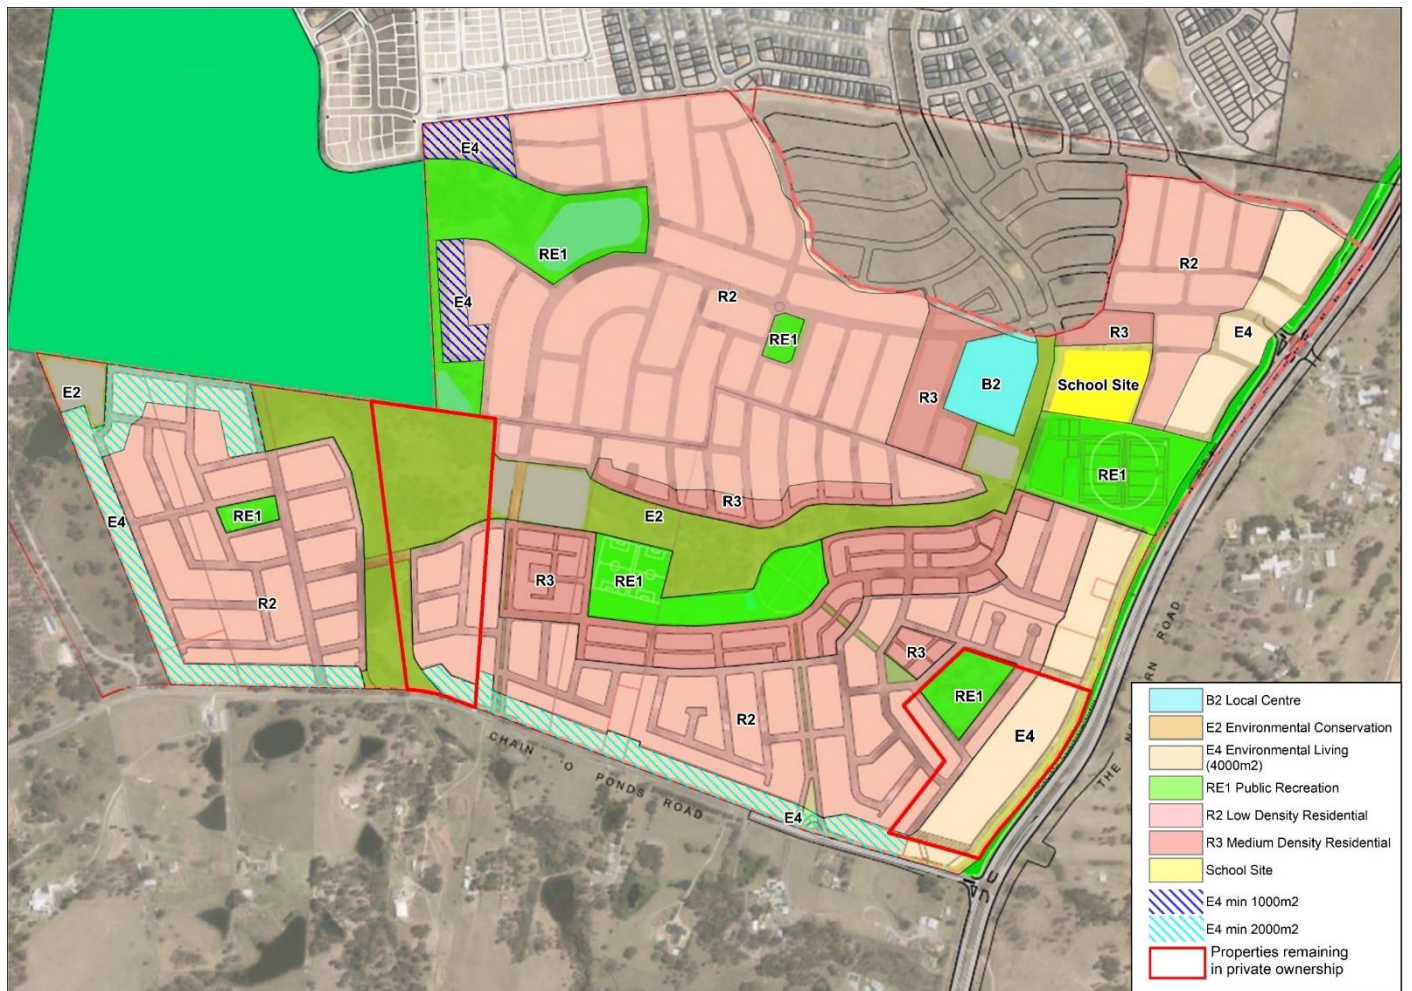 E4
RE1
R2
E4
R2
RE1
R3
E4
B2
School Site
E2
R3
RE1
R3
E4
RE1
E2
R3
RE1
R2
R3
RE1
R2
E4
CHAIN O PONDS ROAD
E4
THE N RN ROAD
B2 Local Centre
E2 Environmental Conservation
E4 Environmental Living
(4000m2)
RE1 Public Recreation
R2 Low Density Residential
R3 Medium Density Residential
School Site
E4 min 1000m2
E4 min 2000m2
Properties remaining
in private ownership